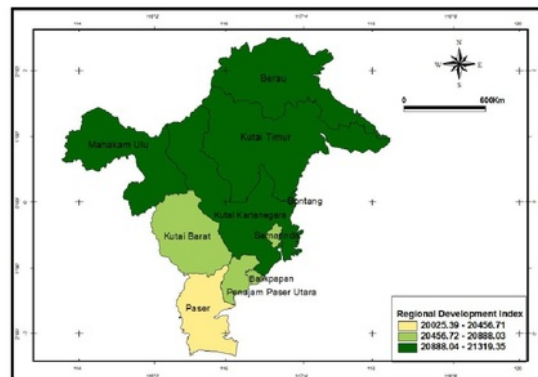 N
W E
S
0 600Km
Berau
Kutai Timur
Mahakam Ulu
Bontang
Kutai Kartanegara
Samarinda
Kutai Barat
Balikpapan
Penajam Paser Utara
Paser
Regional Development Index
20025.39 - 20456.71
20456.72 - 20888.03
20888.04 - 21319.35